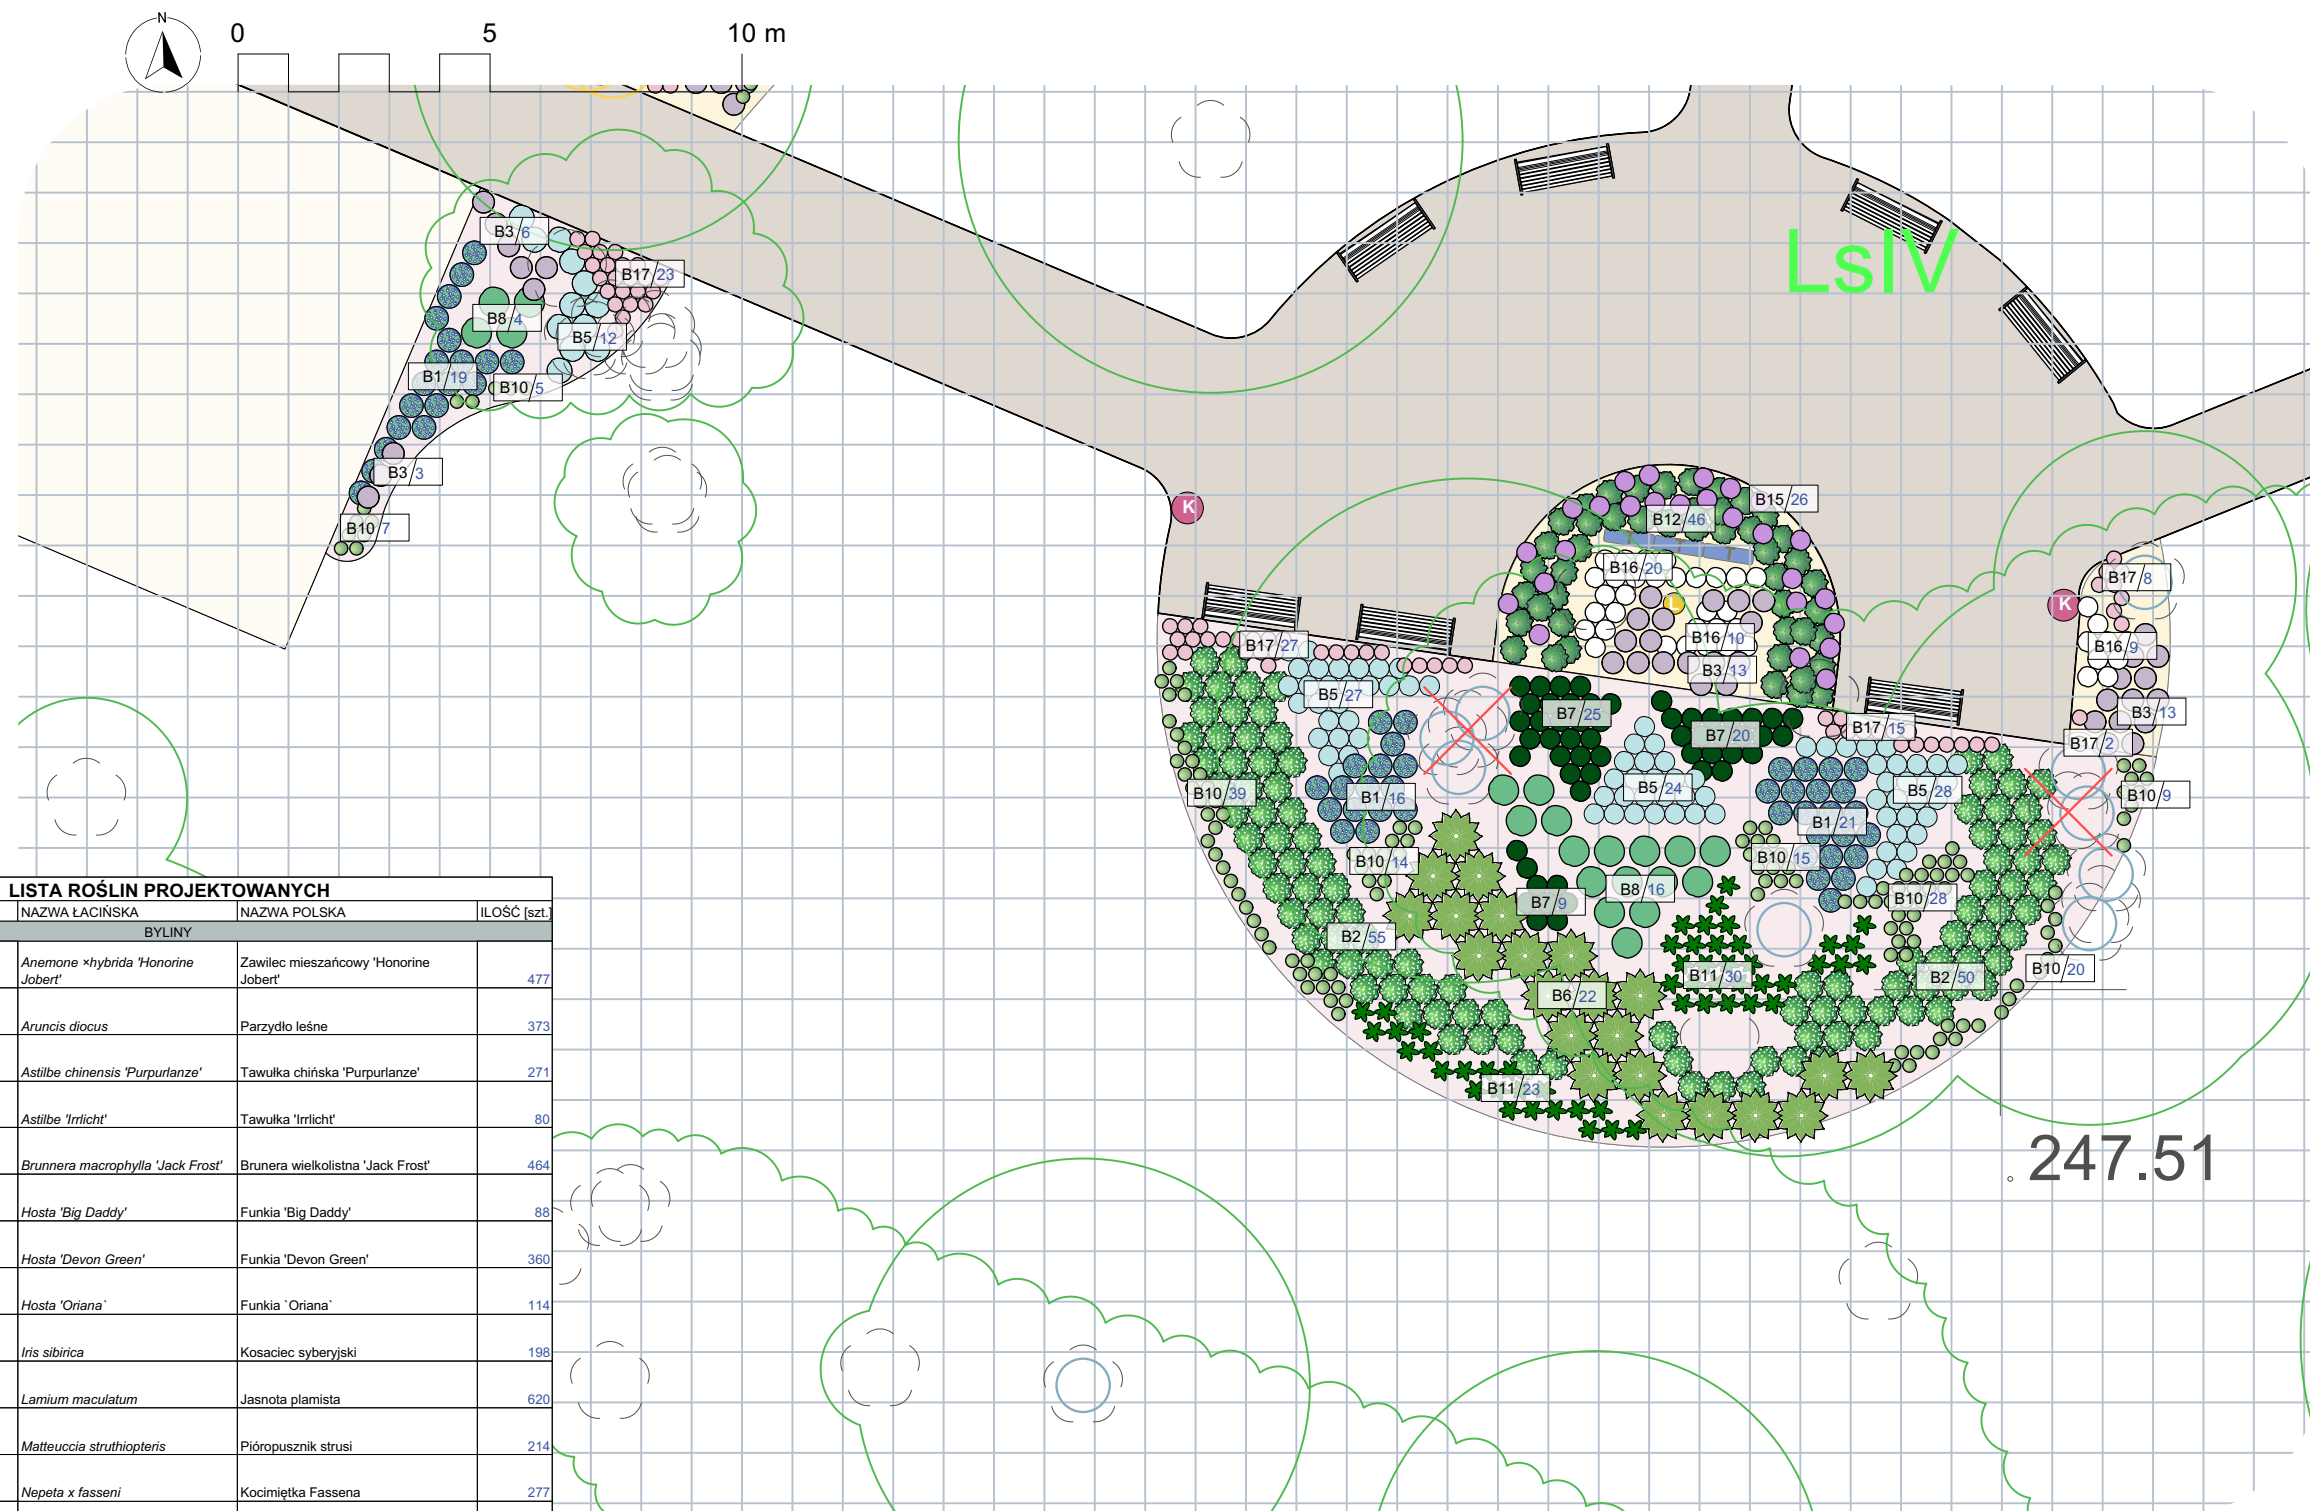 N
0 5 10 m
LsIV
B3/6
B17/23
B8/4
B5/12
B1/19
B10/5
B3/3
B10/7
K
B15/26
B12/46
B16/20
L
K
B17/8
B16/10
B16/9
B17/27
B3/13
B5/27
B7/25
B3/13
B17/15
B7/20
B17/2
B10/39
B1/16
B5/24
B5/28
B10/9
B1/21
B10/14
B10/15
B8/16
B7/9
B10/28
B2/55
B11/30
B2/50
B10/20
B6/22
B11/23
247.51
LISTA ROŚLIN PROJEKTOWANYCH
NAZWA ŁACIŃSKA NAZWA POLSKA ILOŚĆ [szt.]
BYLINY
Anemone ×hybrida 'Honorine Zawilec mieszańcowy 'Honorine
Jobert' Jobert' 477
Aruncis diocus Parzydło leśne 373
Astilbe chinensis 'Purpurlanze' Tawułka chińska 'Purpurlanze' 271
Astilbe 'Irrlicht' Tawułka 'Irrlicht' 80
Brunnera macrophylla 'Jack Frost' Brunera wielkolistna 'Jack Frost' 464
Hosta 'Big Daddy' Funkia 'Big Daddy' 88
Hosta 'Devon Green' Funkia 'Devon Green' 360
Hosta 'Oriana` Funkia `Oriana` 114
Iris sibirica Kosaciec syberyjski 198
Lamium maculatum Jasnota plamista 620
Matteuccia struthiopteris Pióropusznik strusi 214
Nepeta x fasseni Kocimiętka Fassena 277